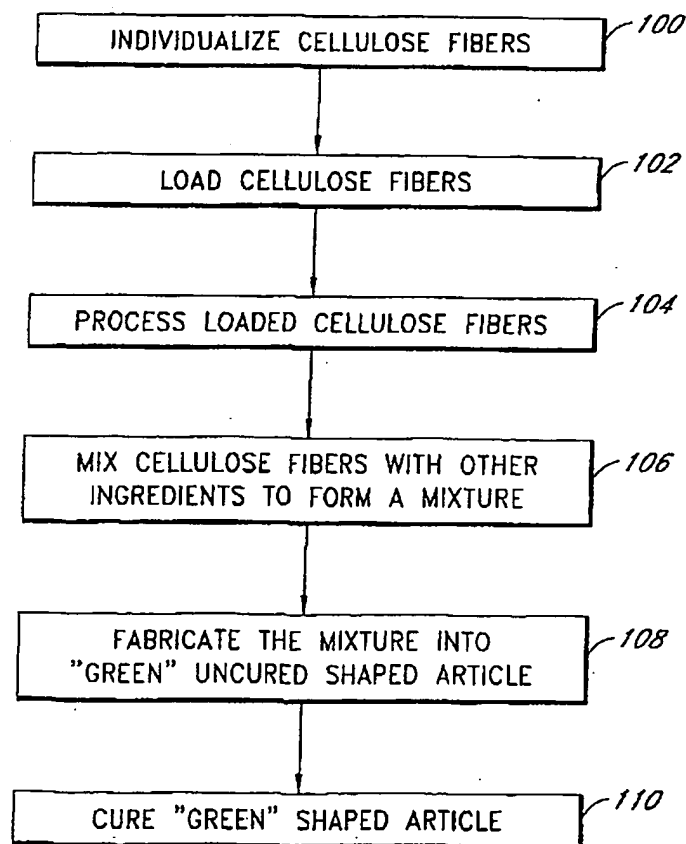 INDIVIDUALIZE CELLULOSE FIBERS
100
LOAD CELLULOSE FIBERS
102
PROCESS LOADED CELLULOSE FIBERS
104
MIX CELLULOSE FIBERS WITH OTHER
INGREDIENTS TO FORM A MIXTURE
106
FABRICATE THE MIXTURE INTO
"GREEN" UNCURED SHAPED ARTICLE
108
CURE "GREEN" SHAPED ARTICLE
110